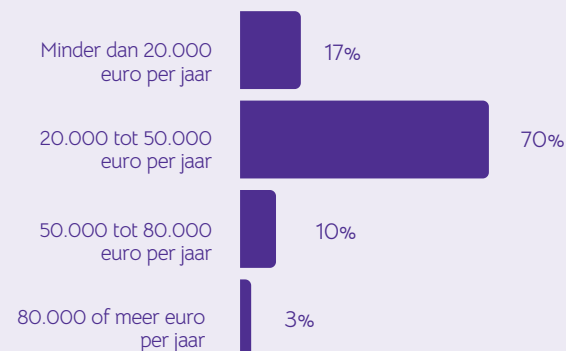 Minder dan 20.000
euro per jaar
17%
20.000 tot 50.000
euro per jaar
70%
50.000 tot 80.000
euro per jaar
10%
80.000 of meer euro
per jaar
3%